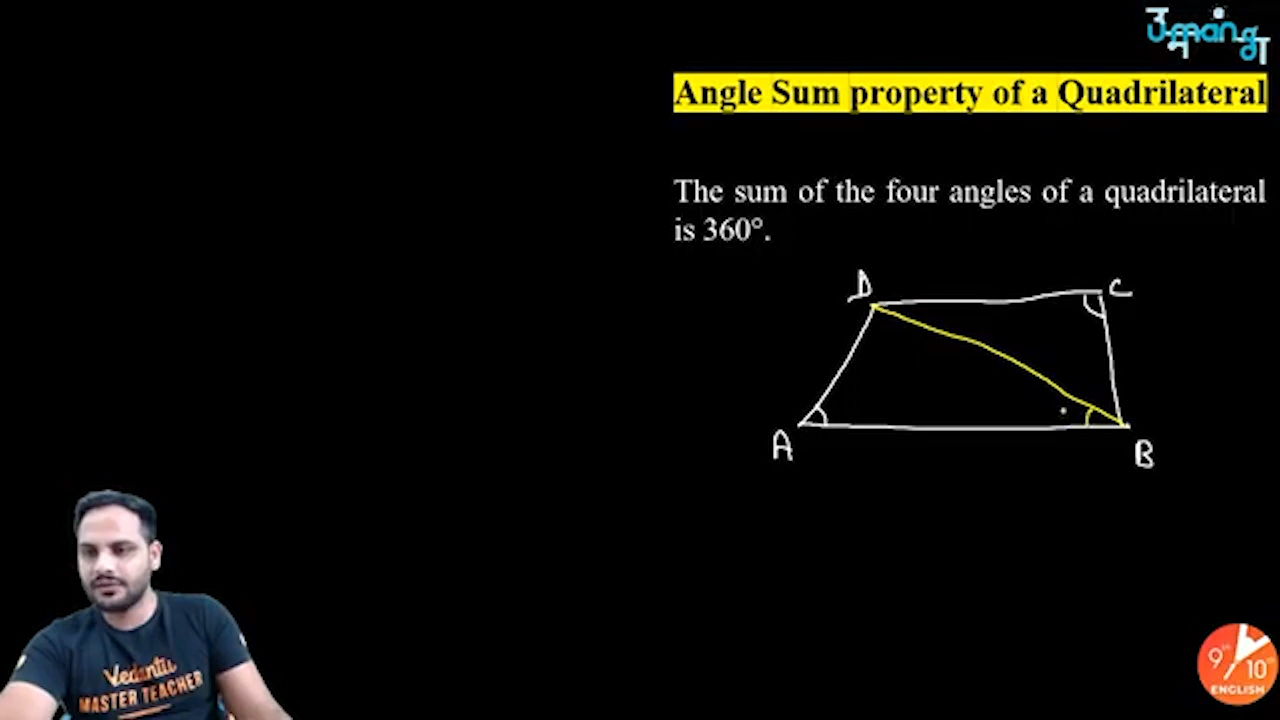 उमंग
Umang
Angle Sum property of a Quadrilateral
The sum of the four angles of a quadrilateral
is 360°.
D C
A B
Vedantu
MASTER TEACHER
9th 10th
ENGLISH